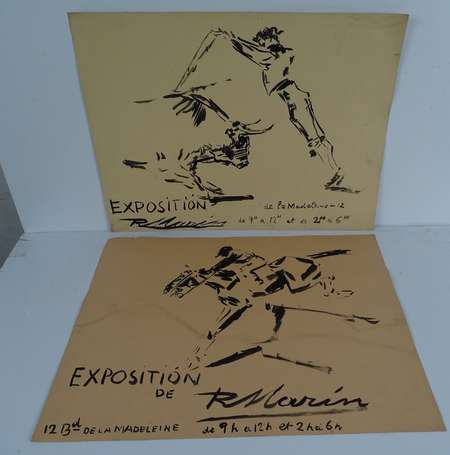 EXPOSITION
R Marin
de Bd Madeleine - 12
de 9h à 12h et de 2h à 6h
EXPOSITION
DE R Marin
12 Bd DE LA MADELEINE de 9h a 12h et 2h a 6h